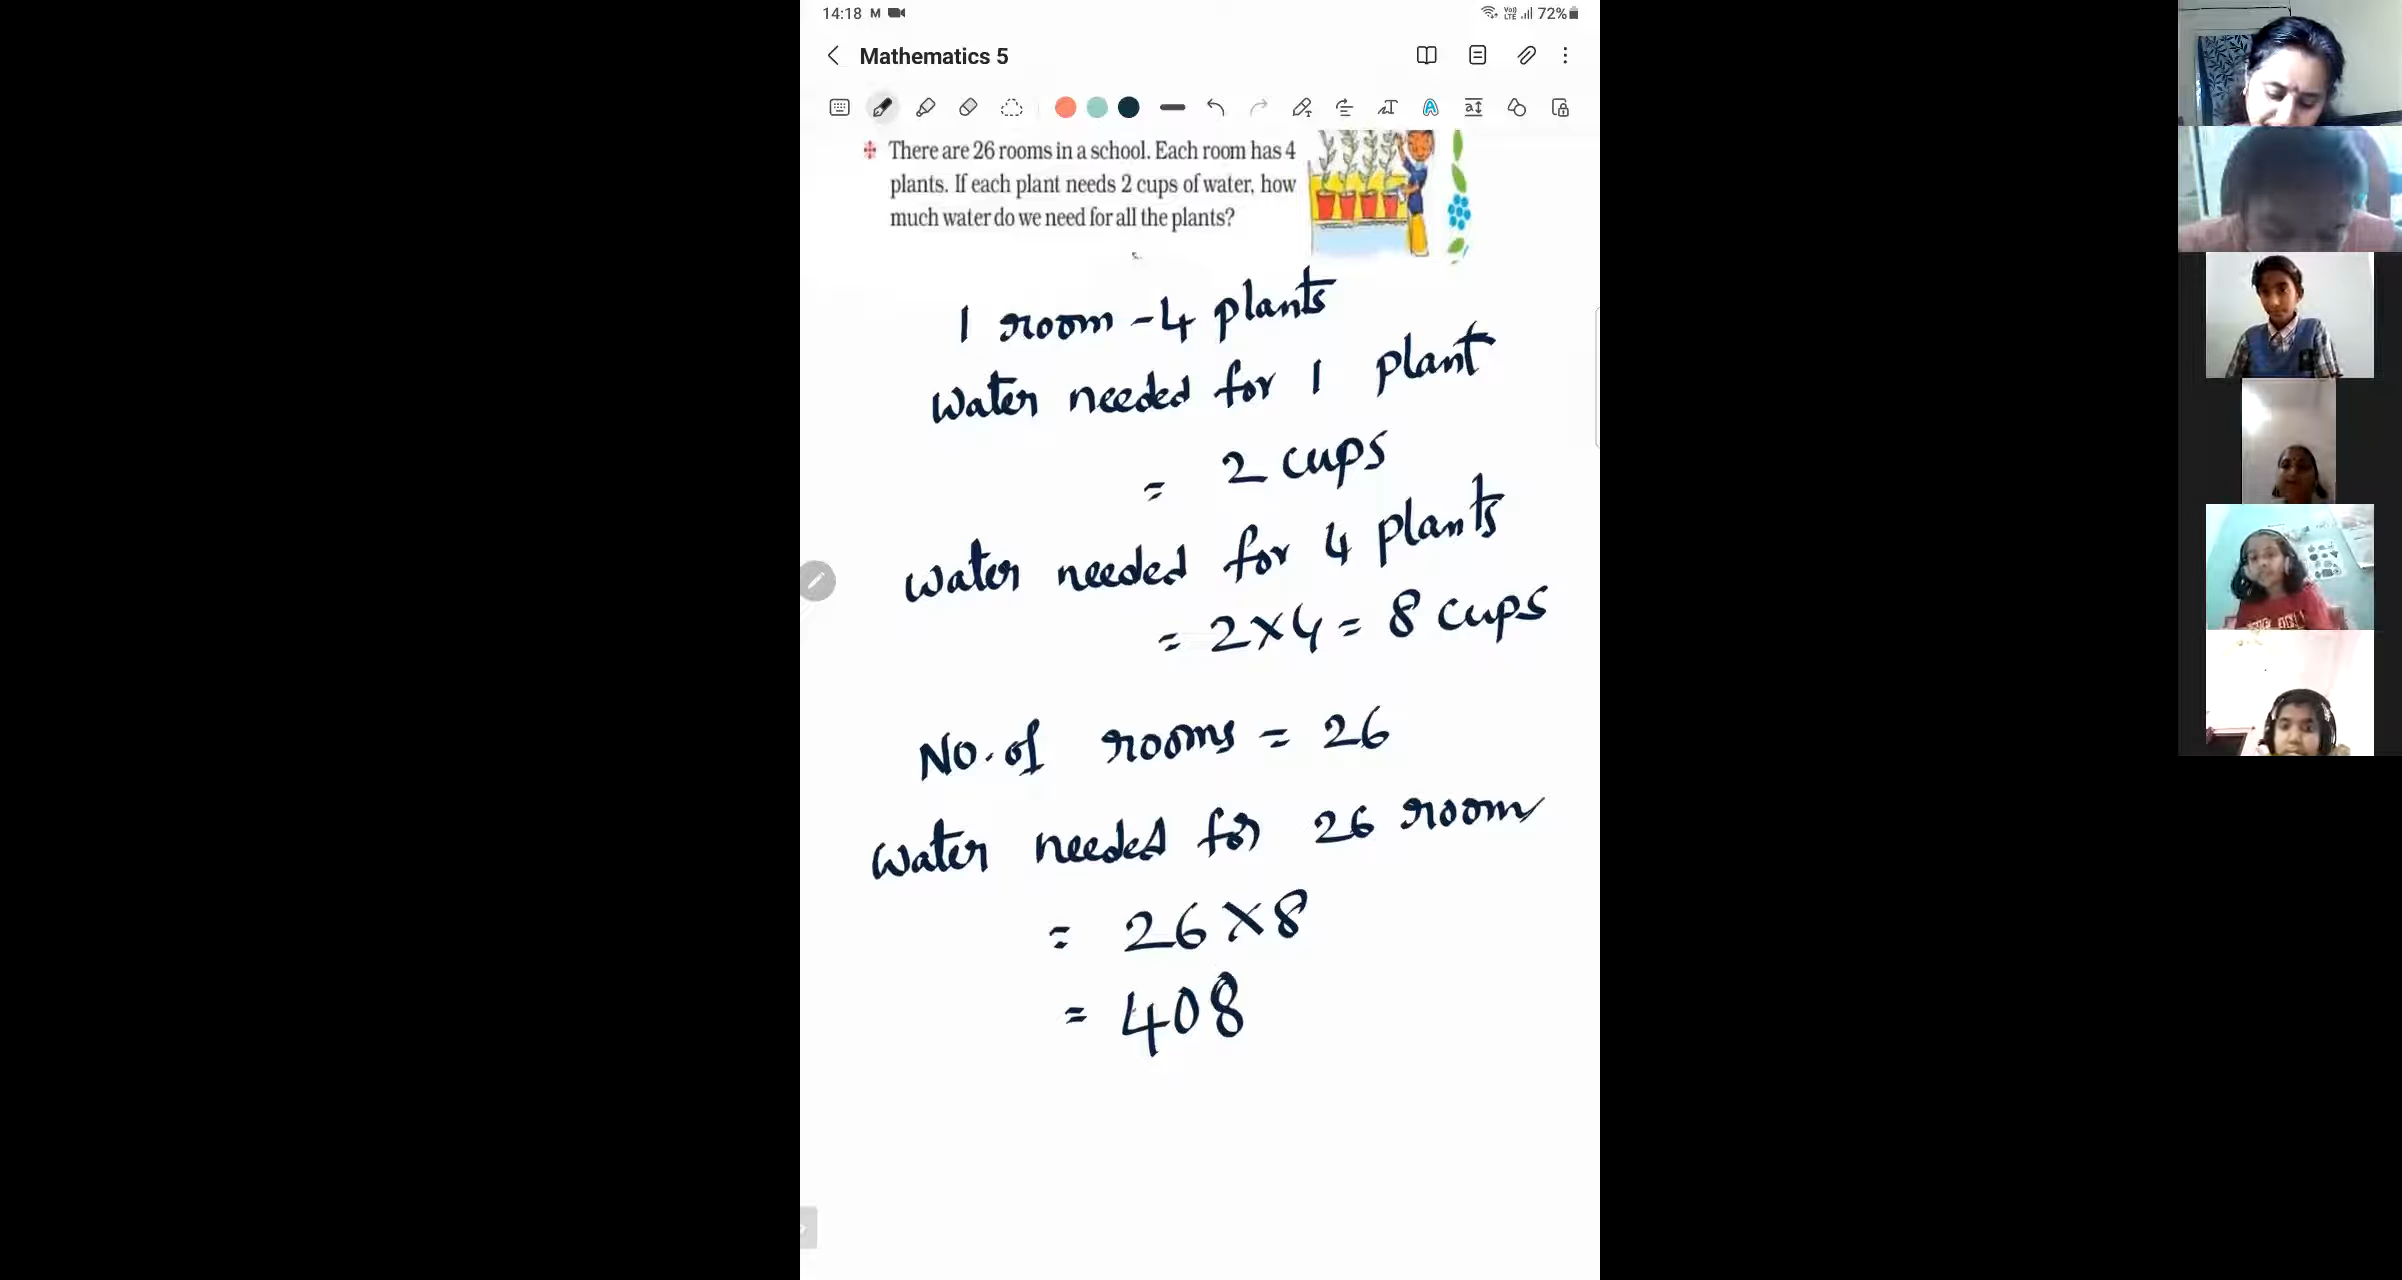 14:18 M
Voj) LTE 72%
Mathematics 5
There are 26 rooms in a school. Each room has 4
plants. If each plant needs 2 cups of water, how
much water do we need for all the plants?
1 room - 4 plants
Water needed for 1 plant
= 2 cups
Water needed for 4 plants
= 2×4 = 8 cups
No. of rooms = 26
Water needed for 26 room
= 26×8
= 408